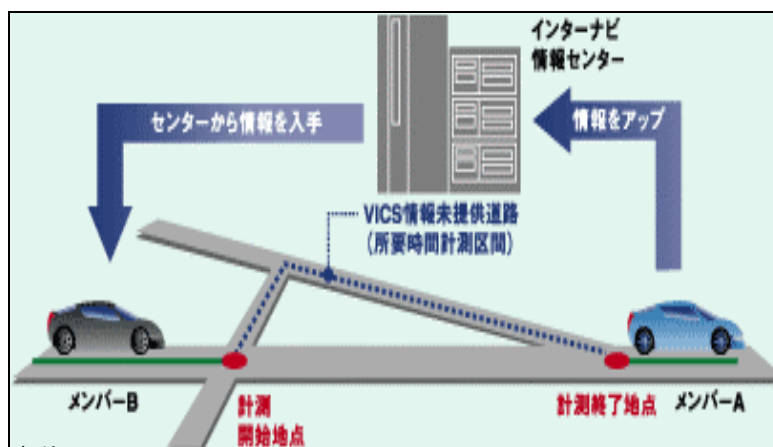 インターナビ
情報センター
センターから情報を入手
情報をアップ
VICS情報未提供道路
(所要時間計測区間)
メンバーB
計測
開始地点
計測終了地点
メンバーA